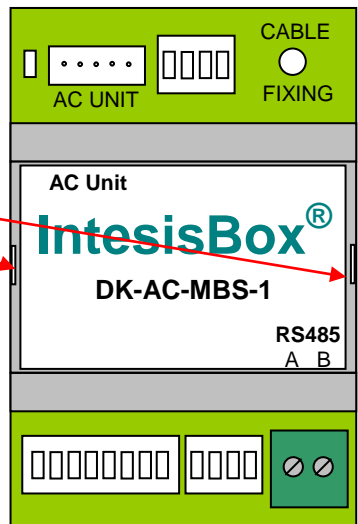 CABLE
AC UNIT
FIXING
AC Unit
IntesisBox®
DK-AC-MBS-1
RS485
A B